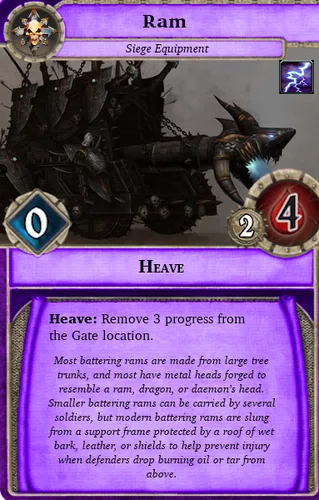 Ram
Siege Equipment
0
2
4
HEAVE
Heave: Remove 3 progress from
the Gate location.
Most battering rams are made from large tree
trunks, and most have metal heads forged to
resemble a ram, dragon, or daemon's head.
Smaller battering rams can be carried by several
soldiers, but modern battering rams are slung
from a support frame protected by a roof of wet
bark, leather, or shields to help prevent injury
when defenders drop burning oil or tar from
above.